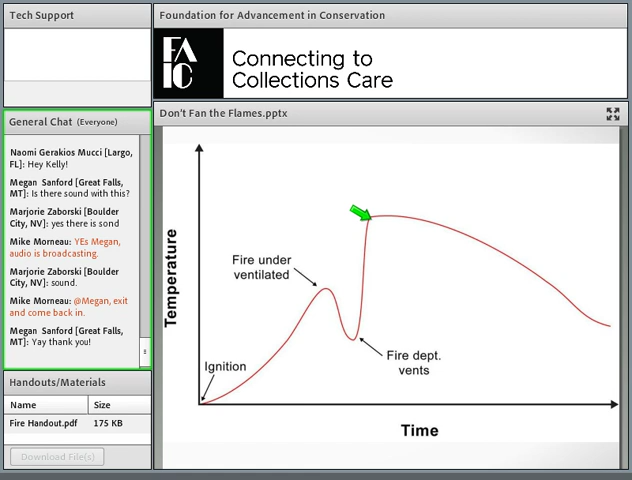 Tech Support
Foundation for Advancement in Conservation
FA
IC
Connecting to
Collections Care
General Chat (Everyone)
Naomi Gerakios Mucci [Largo,
FL]: Hey Kelly!
Megan Sanford [Great Falls,
MT]: Is there sound with this?
Marjorie Zaborski [Boulder
City, NV]: yes there is sond
Mike Morneau: YEs Megan,
audio is broadcasting.
Marjorie Zaborski [Boulder
City, NV]: sound.
Mike Morneau: @Megan, exit
and come back in.
Megan Sanford [Great Falls,
MT]: Yay thank you!
Handouts/Materials
Name Size
Fire Handout.pdf 175 KB
Download File(s)
Don't Fan the Flames.pptx
Temperature
Fire under
ventilated
Ignition
Fire dept.
vents
Time